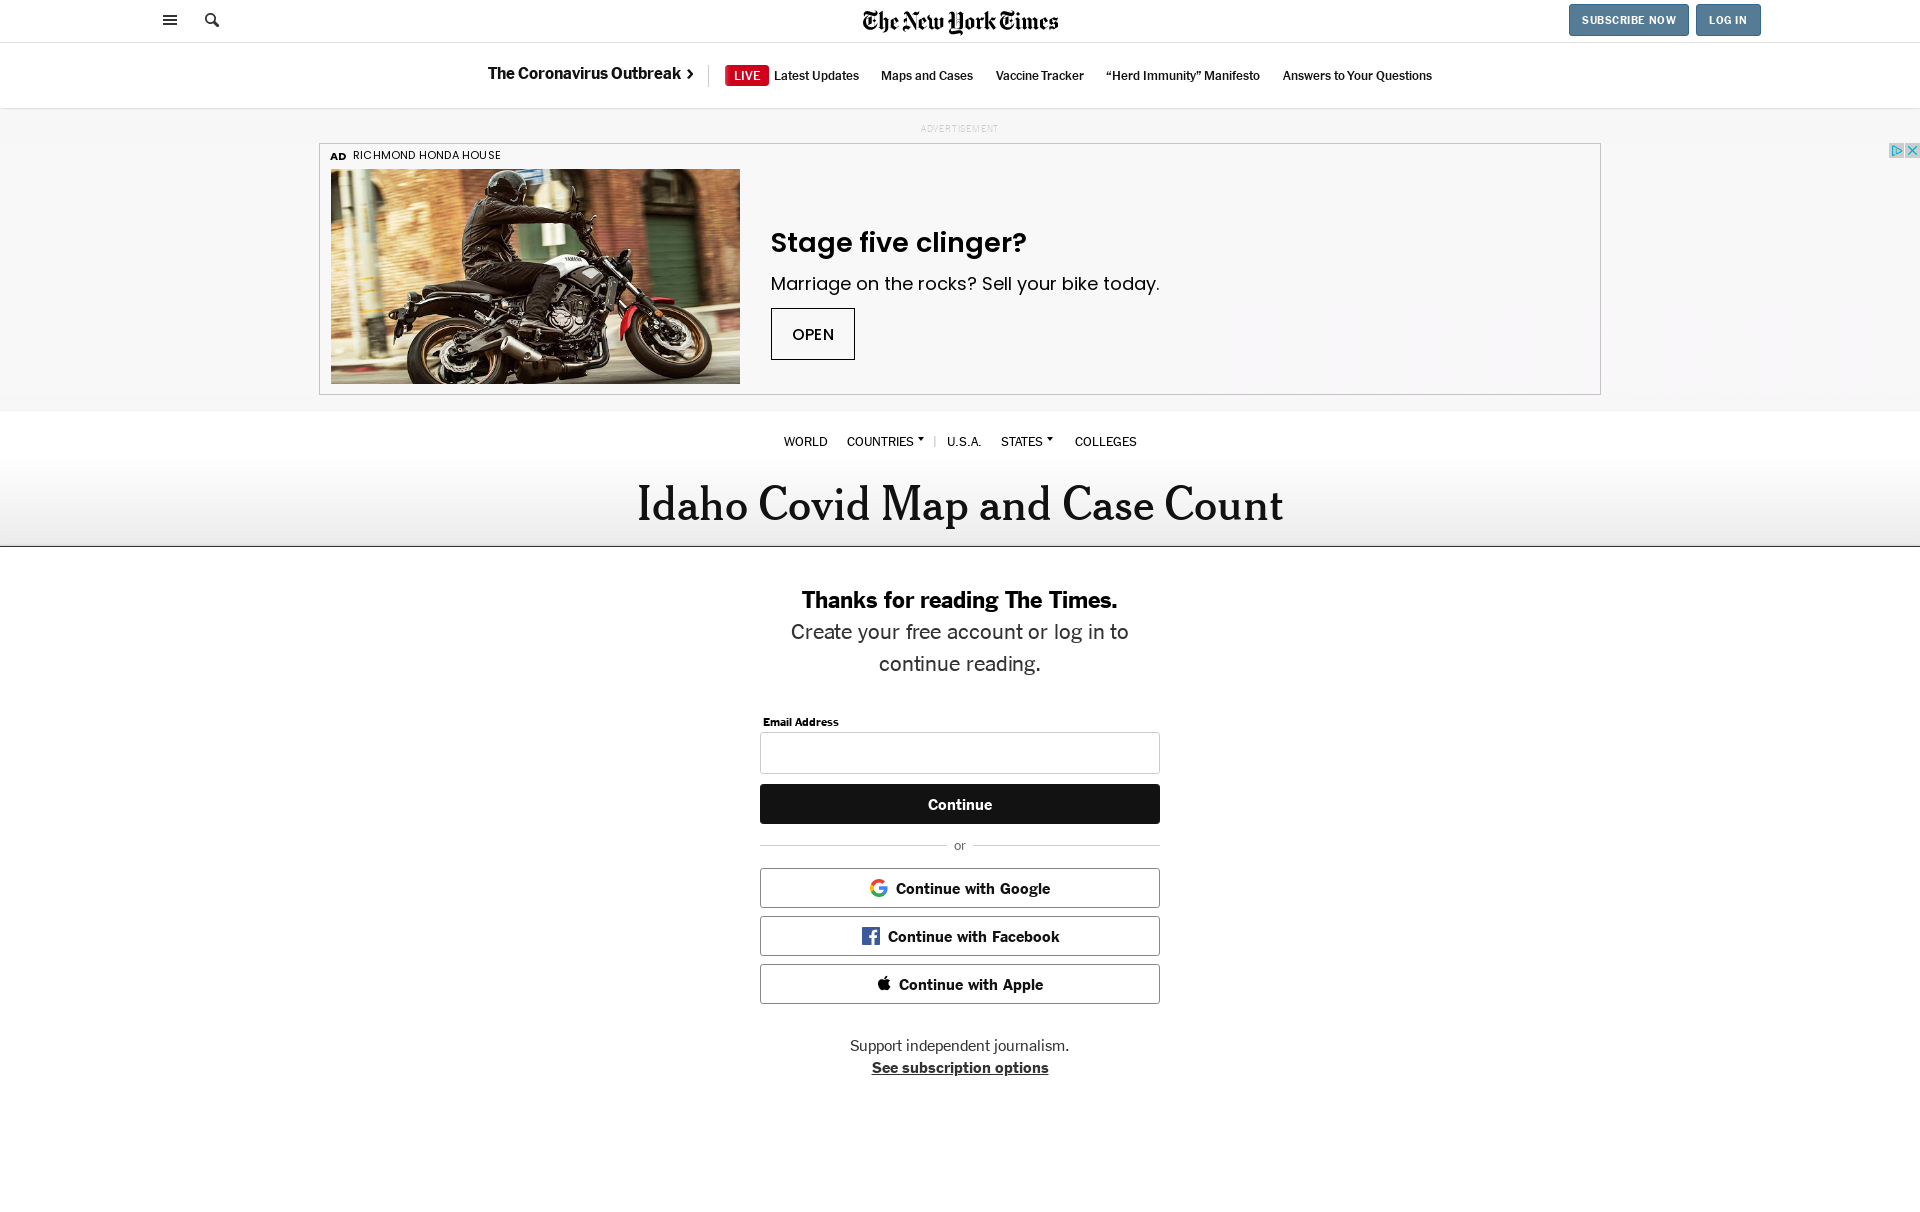 The New York Times
SUBSCRIBE NOW
LOG IN
The Coronavirus Outbreak
LIVE Latest Updates
Maps and Cases
Vaccine Tracker
“Herd Immunity” Manifesto
Answers to Your Questions
ADVERTISEMENT
AD RICHMOND HONDA HOUSE
Stage five clinger?
Marriage on the rocks? Sell your bike today.
OPEN
WORLD
COUNTRIES
U.S.A.
STATES
COLLEGES
Idaho Covid Map and Case Count
Thanks for reading The Times.
Create your free account or log in to
continue reading.
Email Address
Continue
or
Continue with Google
Continue with Facebook
Continue with Apple
Support independent journalism.
See subscription options